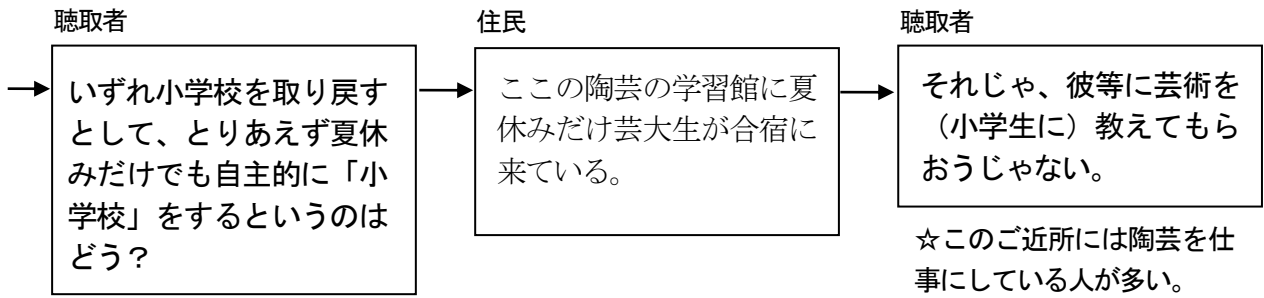 聴取者
いずれ小学校を取り戻す
として、とりあえず夏休
みだけでも自主的に「小
学校」をするというのは
どう？
住民
ここの陶芸の学習館に夏
休みだけ芸大生が合宿に
来ている。
聴取者
それじゃ、彼等に芸術を
（小学生に）教えてもら
おうじゃない。
☆このご近所には陶芸を仕
事にしている人が多い。